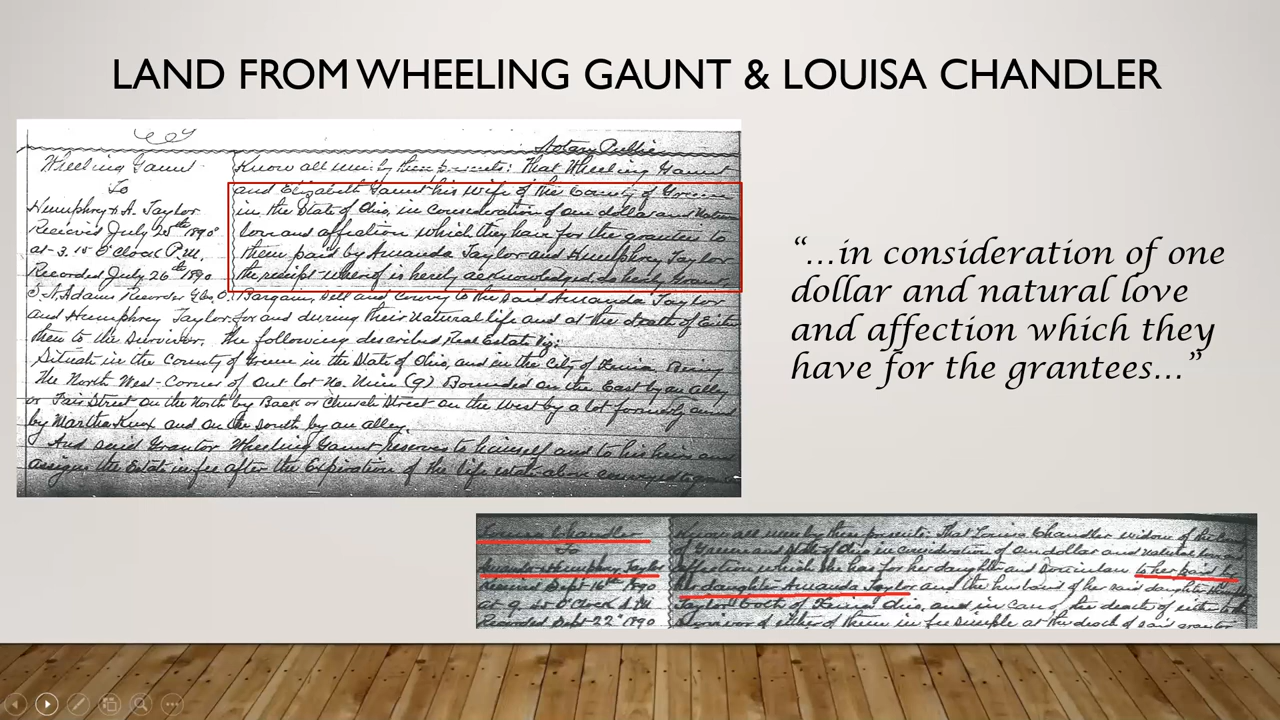 LAND FROM WHEELING GAUNT & LOUISA CHANDLER
Notary Public
Wheeling Gaunt
To
Humphrey & A. Taylor
Received July 25th 1890
at 3.15 O'Clock P.M.
Recorded July 26th 1890
Know all men by these presents: That Wheeling Gaunt
and Elizabeth Gaunt his wife of the County of Greene
in the State of Ohio, in consideration of one dollar and Natural
love and affection which they have for the grantees to
them paid by Amanda Taylor and Humphrey Taylor
the receipt whereof is hereby acknowledged, do hereby Grant,
Bargain, Sell and Convey to the said Amanda Taylor
and Humphrey Taylor for and during their natural life and at the death of Either
them to the Survivor. The following described Real Estate Viz:
Situate in the County of Greene in the State of Ohio, and in the City of Xenia Being
the North West Corner of Out lot No. Nine (9) Bounded on the East by an alley
or Fair Street on the North by Back or Church Street on the West by a lot formerly owned
by Martha Knox and on the South by an alley.
And said Grantor Wheeling Gaunt reserves to himself and to his heirs and
assigns the Estate in fee after the Expiration of the life estate above conveyed to
“…in consideration of one
dollar and natural love
and affection which they
have for the grantees…”
Chandler
To
Amanda & Humphrey Taylor
Received Sept 16th 1890
at 9 O'Clock A.M.
Recorded Sept 22d 1890
Know all men by these presents: That Louisa Chandler widow of the
of Greene and State of Ohio in consideration of one dollar and natural love and
affection which she has for her daughter and Son in law to her paid by
her daughter Amanda Taylor and the husband of her said daughter
Taylor both of Xenia Ohio, and in case the death of either to the
Survivor of either of them in fee simple at the death of said grantor